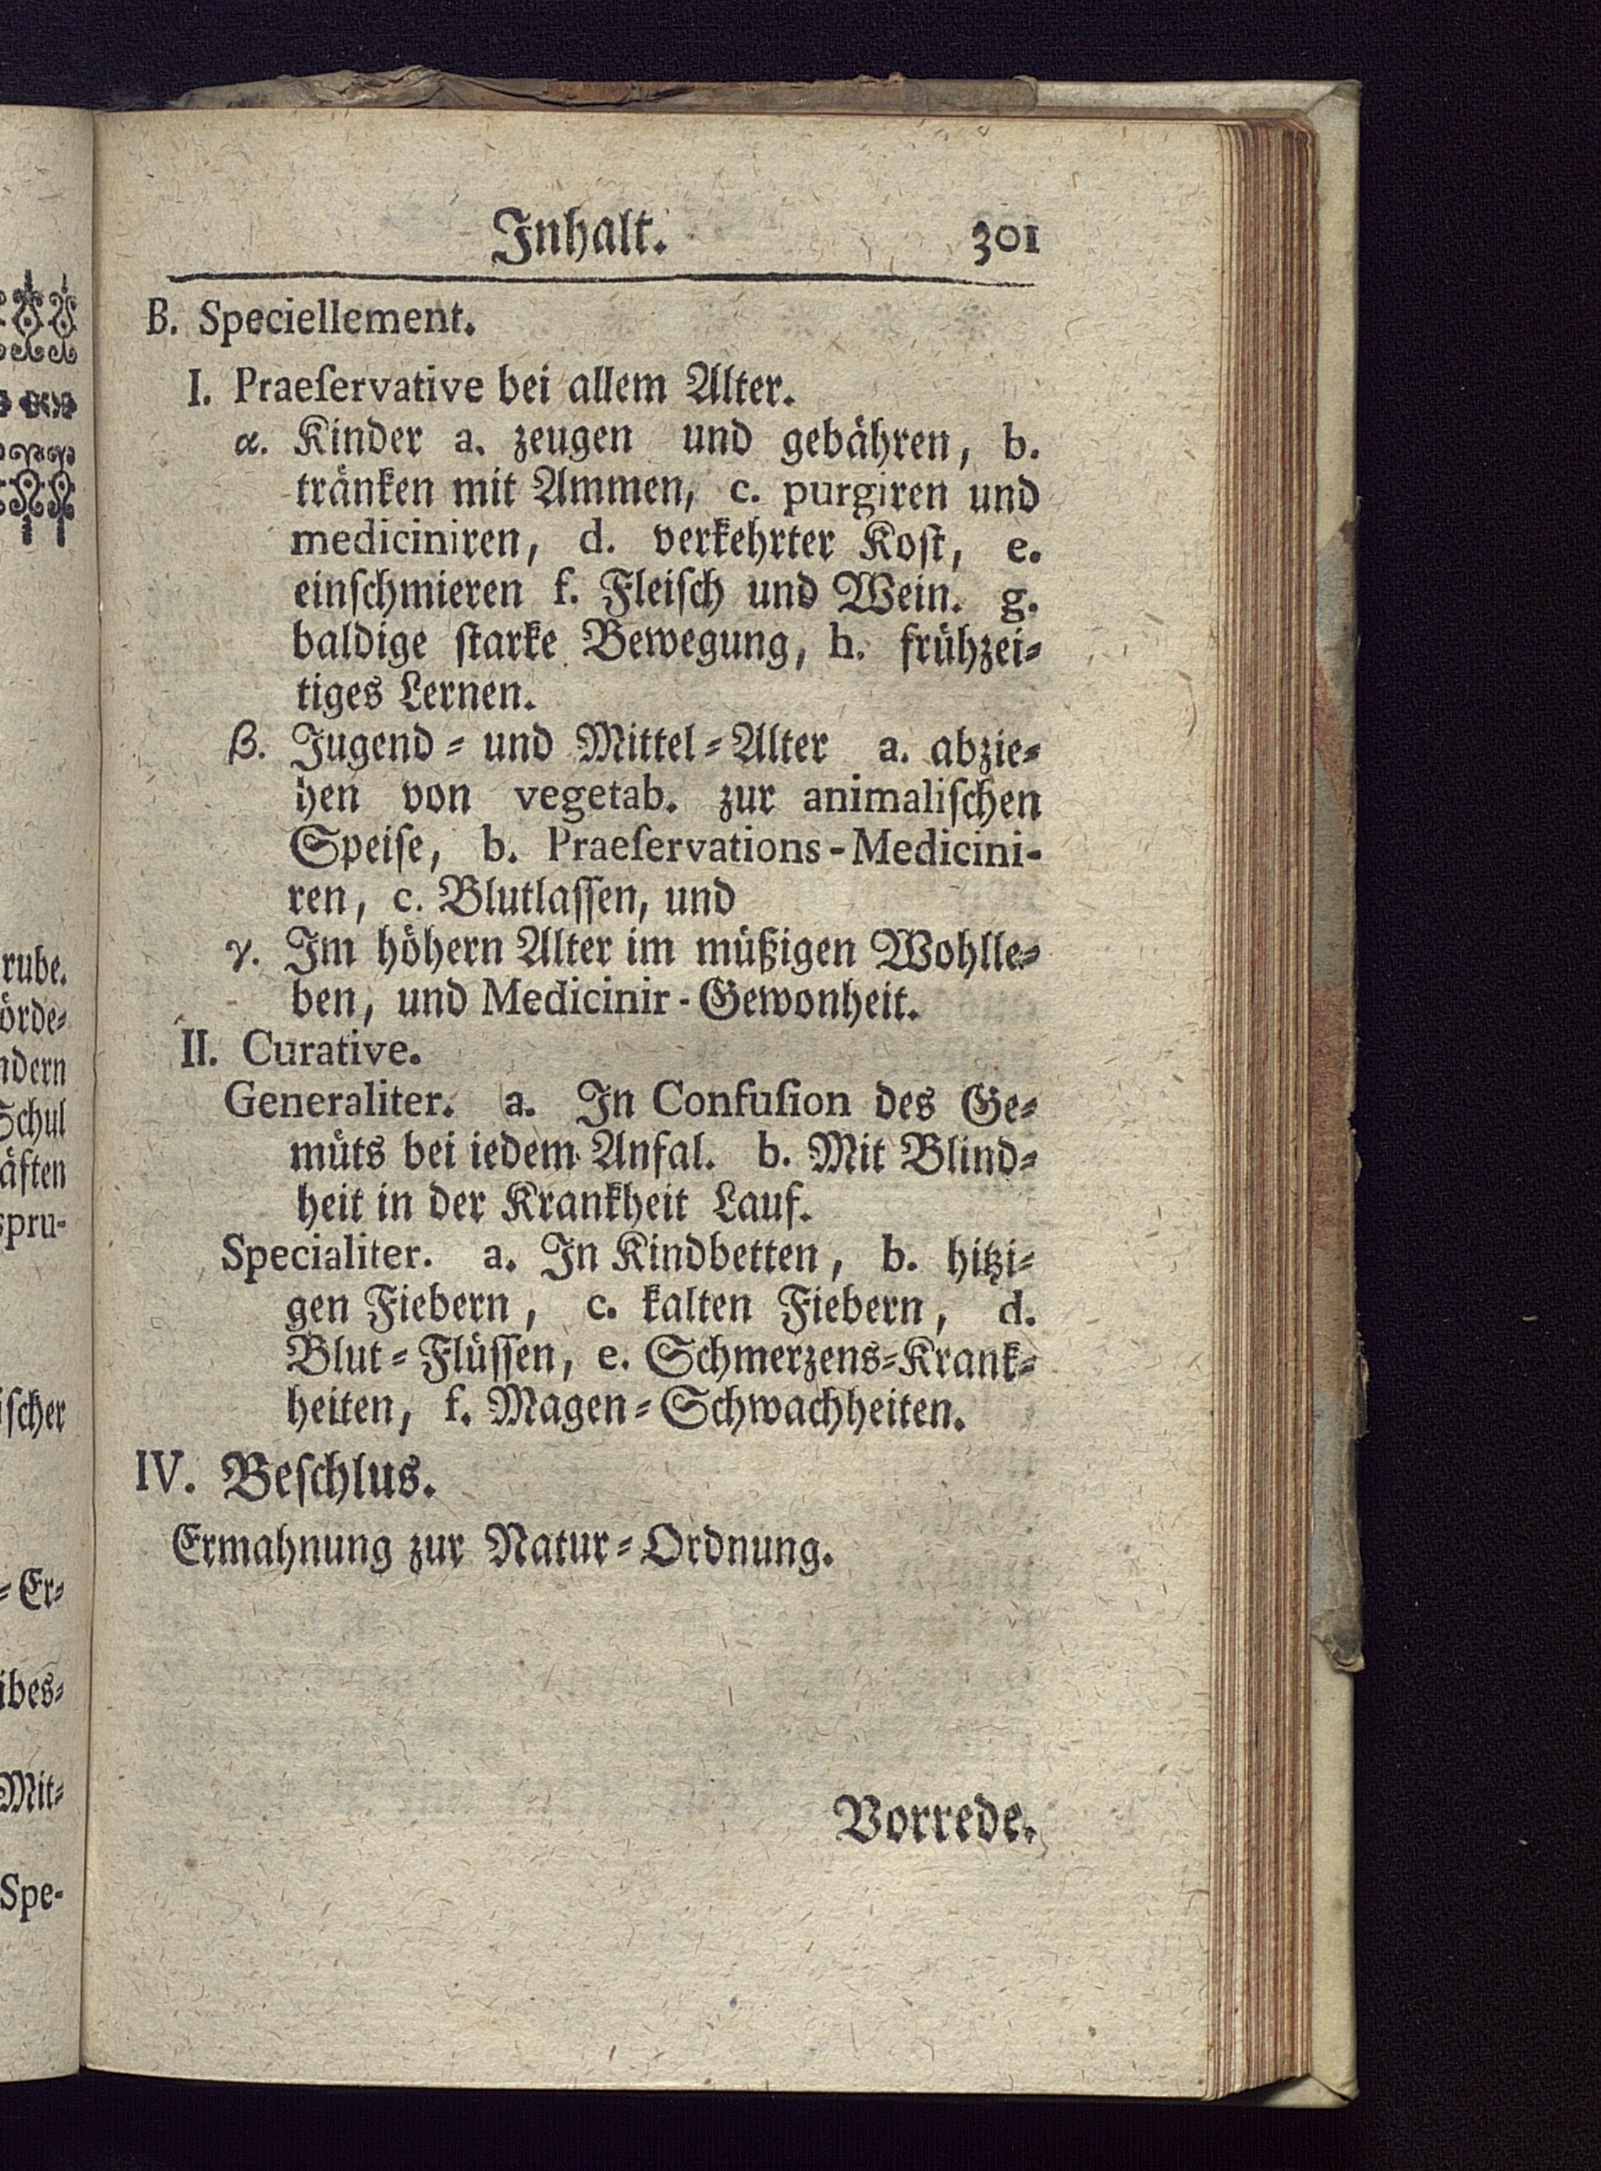 Inhalt. 301
B. Speciellement.
I. Praeſervative bei allem Alter.
α. Kinder a. zeugen und gebähren, b.
tränken mit Ammen, c. purgiren und
mediciniren, d. verkehrter Koſt, e.
einſchmieren f. Fleiſch und Wein. g.
baldige ſtarke Bewegung, h. frühzei⸗
tiges Lernen.
β. Jugend⸗ und Mittel⸗Alter a. abzie⸗
hen von vegetab. zur animaliſchen
Speiſe, b. Praeſervations-Medicini-
ren, c. Blutlaſſen, und
γ. Im höhern Alter im müßigen Wohlle⸗
ben, und Medicinir-Gewonheit.
II. Curative.
Generaliter. a. In Confuſion des Ge⸗
müts bei iedem Anfal. b. Mit Blind⸗
heit in der Krankheit Lauf.
Specialiter. a. In Kindbetten, b. hitzi⸗
gen Fiebern, c. kalten Fiebern, d.
Blut⸗Flüſſen, e. Schmerzens⸗Krank⸗
heiten, f. Magen⸗Schwachheiten.
IV. Beſchlus.
Ermahnung zur Natur⸗Ordnung.
Vorrede.